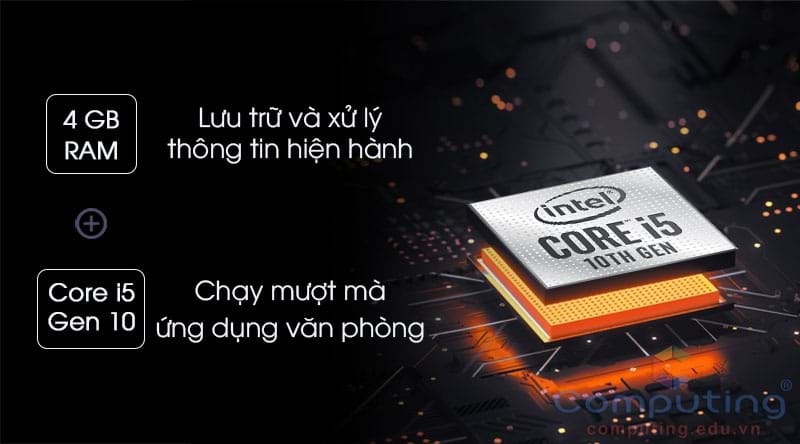 4 GB
RAM
Lưu trữ và xử lý
thông tin hiện hành
Core i5
Gen 10
Chạy mượt mà
ứng dụng văn phòng
intel
CORE™ i5
10TH GEN
computing®
computing.edu.vn